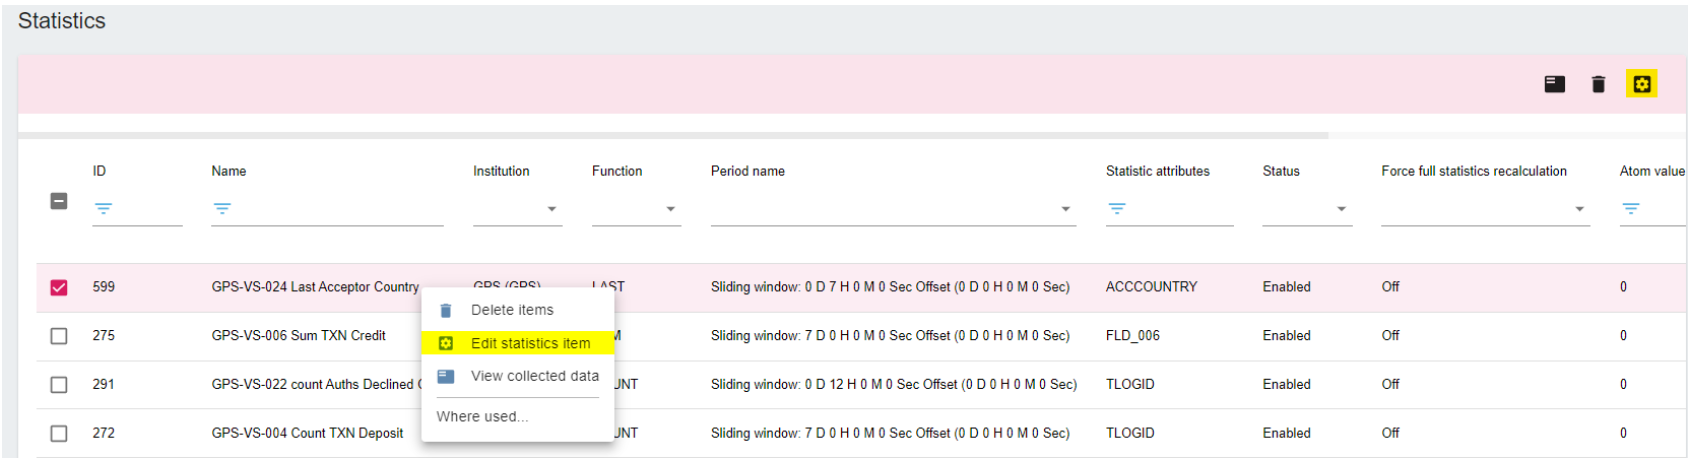 Statistics
ID Name Institution Function Period name Statistic attributes Status Force full statistics recalculation Atom value
599 GPS-VS-024 Last Acceptor Country GPS (GPS) LAST Sliding window: 0 D 7 H 0 M 0 Sec Offset (0 D 0 H 0 M 0 Sec) ACCCOUNTRY Enabled Off 0
Delete items
275 GPS-VS-006 Sum TXN Credit M Sliding window: 7 D 0 H 0 M 0 Sec Offset (0 D 0 H 0 M 0 Sec) FLD_006 Enabled Off 0
Edit statistics item
View collected data
291 GPS-VS-022 count Auths Declined UNT Sliding window: 0 D 12 H 0 M 0 Sec Offset (0 D 0 H 0 M 0 Sec) TLOGID Enabled Off 0
Where used...
272 GPS-VS-004 Count TXN Deposit UNT Sliding window: 7 D 0 H 0 M 0 Sec Offset (0 D 0 H 0 M 0 Sec) TLOGID Enabled Off 0